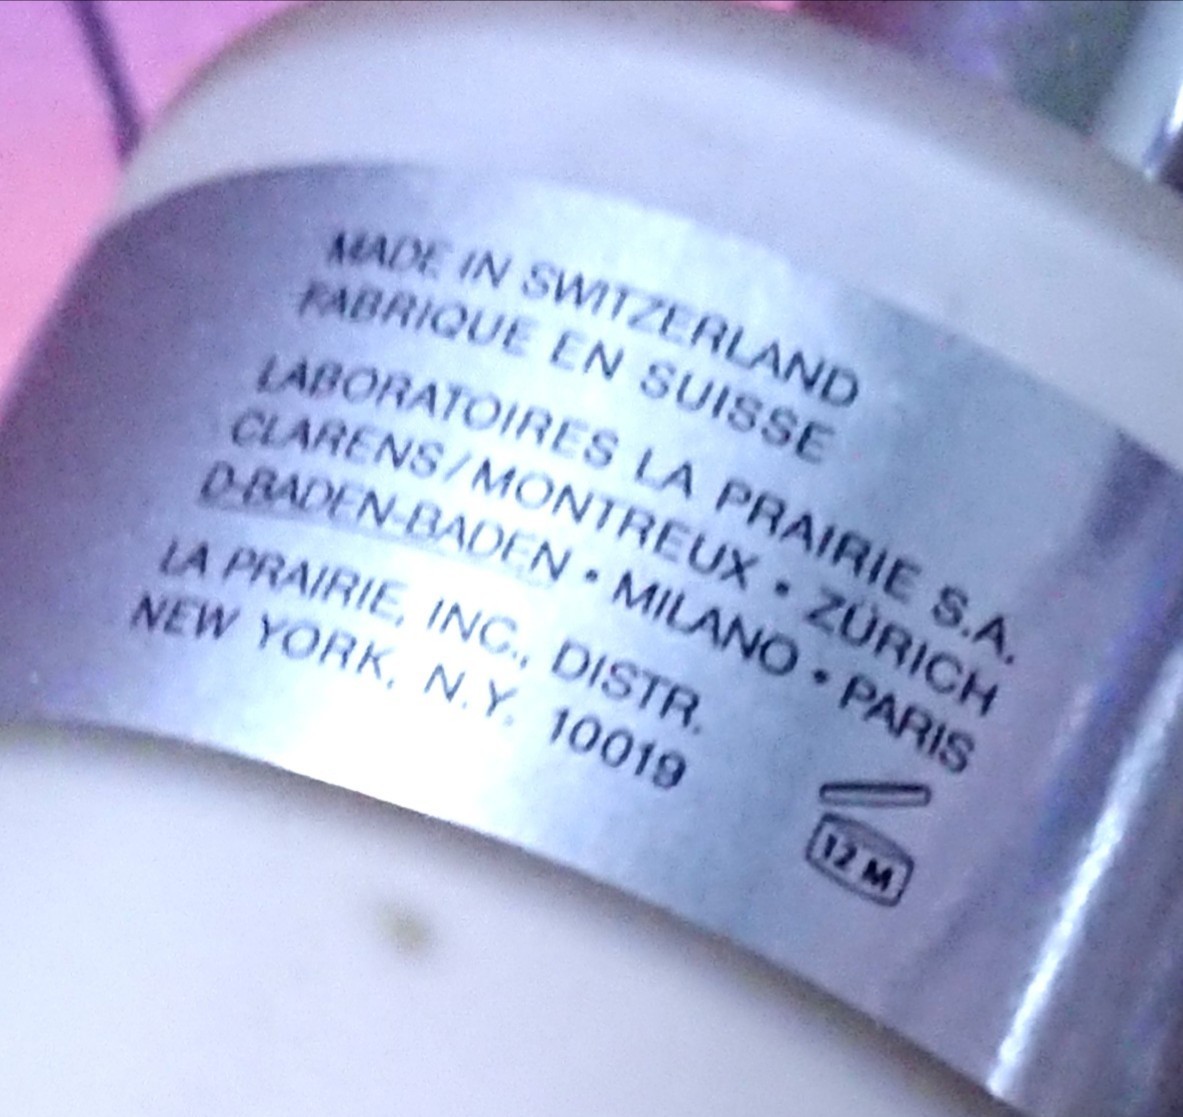 MADE IN SWITZERLAND
FABRIQUE EN SUISSE
LABORATOIRES LA PRAIRIE S.A.
CLARENS/MONTREUX • ZÜRICH
D-BADEN-BADEN • MILANO • PARIS
LA PRAIRIE, INC., DISTR.
NEW YORK, N.Y. 10019
12 M